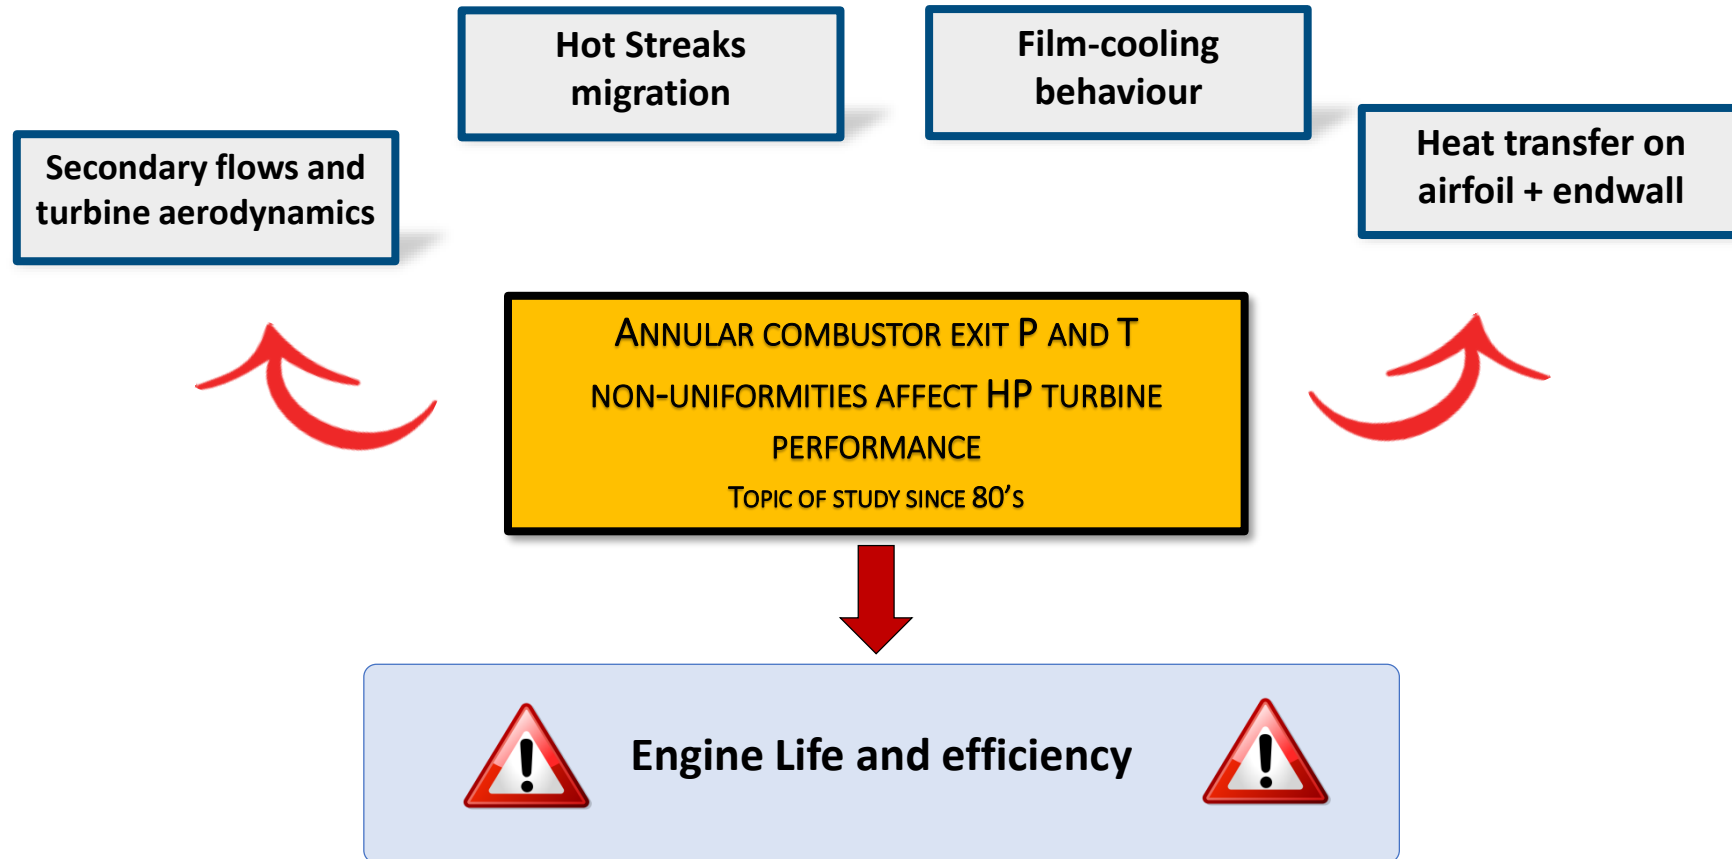 Hot Streaks
migration
Film-cooling
behaviour
Secondary flows and
turbine aerodynamics
Heat transfer on
airfoil + endwall
ANNULAR COMBUSTOR EXIT P AND T
NON-UNIFORMITIES AFFECT HP TURBINE
PERFORMANCE
TOPIC OF STUDY SINCE 80'S
Engine Life and efficiency